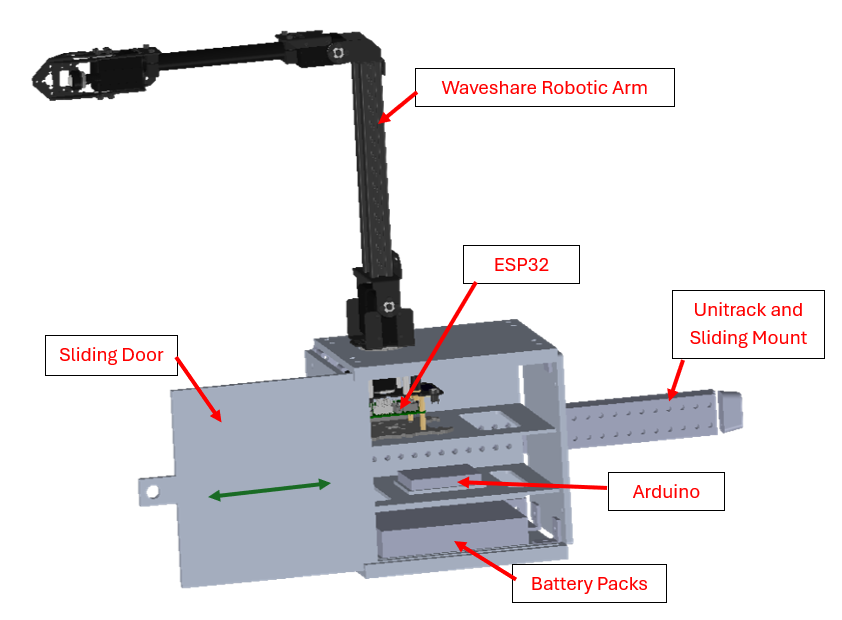 Waveshare Robotic Arm
ESP32
Unitrack and
Sliding Mount
Sliding Door
Arduino
Battery Packs